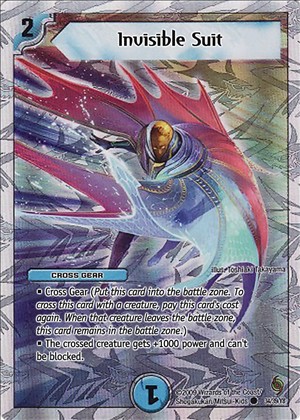 2
Invisible Suit
illus. Toshiaki Takayama
CROSS GEAR
• Cross Gear (Put this card into the battle zone. To
cross this card with a creature, pay this card's cost
again. When that creature leaves the battle zone,
this card remains in the battle zone.)
• The crossed creature gets +1000 power and can't
be blocked.
1
Wizards of the Coast/
Shogakukan/Mitsui-Kids